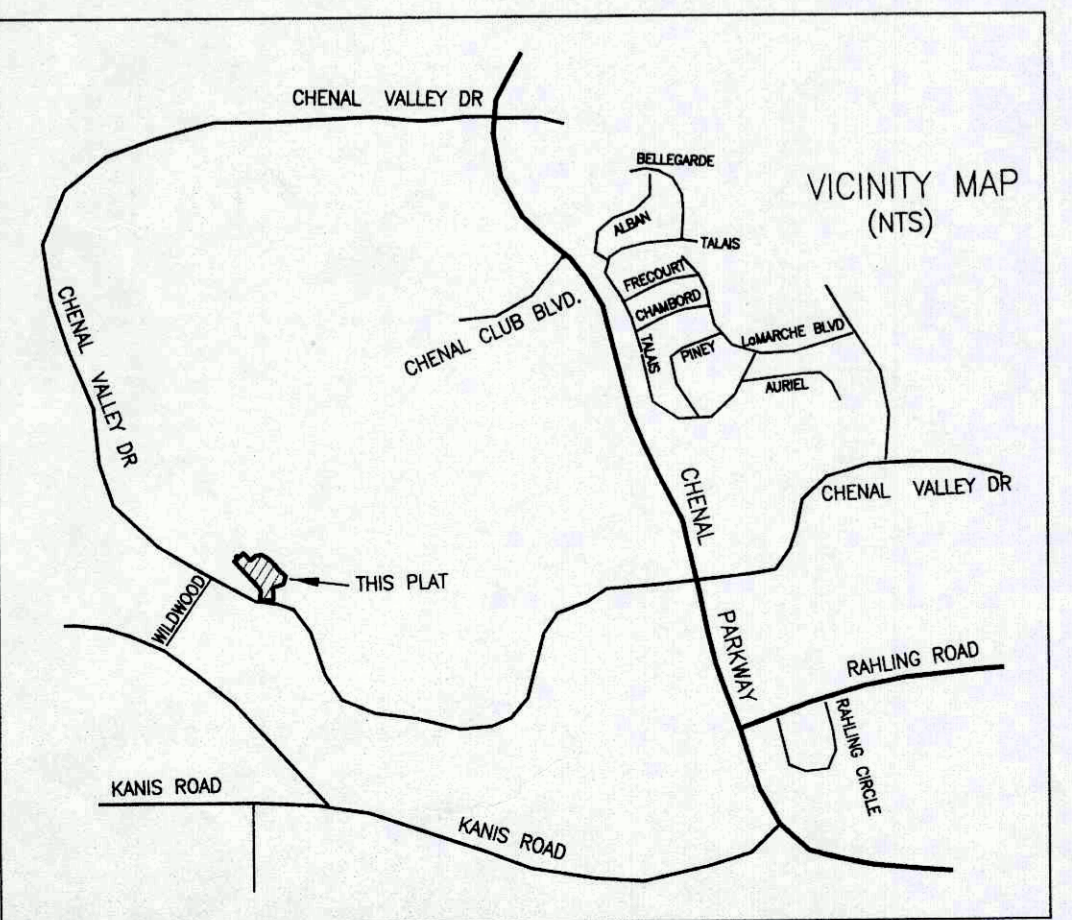 CHENAL VALLEY DR
BELLEGARDE
VICINITY MAP
(NTS)
ALBAN
TALAIS
FRECOURT
CHAMBORD
CHENAL CLUB BLVD.
TALAIS
PINEY
LaMARCHE BLVD
AURIEL
CHENAL VALLEY DR
CHENAL PARKWAY
CHENAL VALLEY DR
THIS PLAT
WILDWOOD
RAHLING ROAD
RAHLING CIRCLE
KANIS ROAD
KANIS ROAD